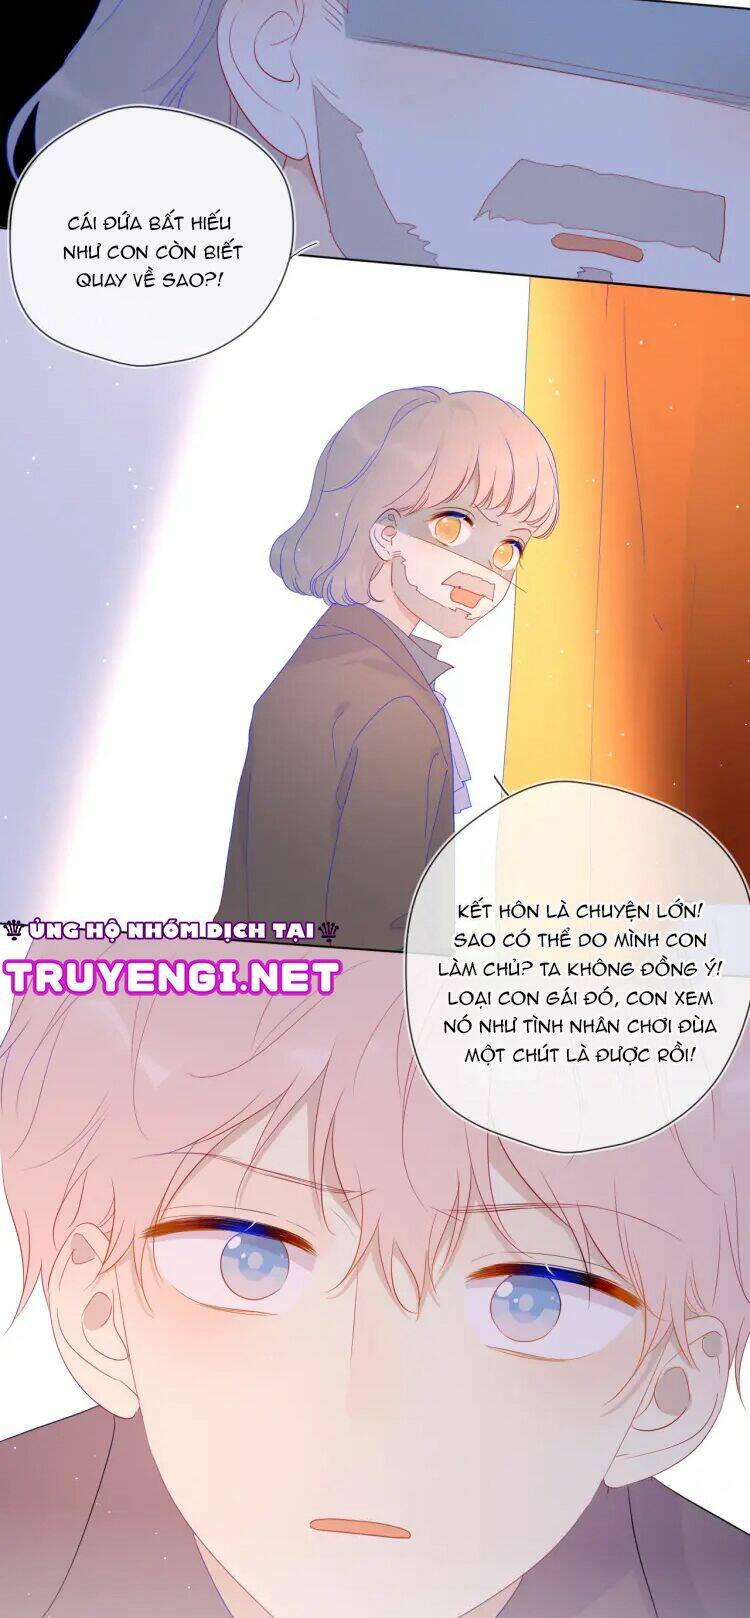 CÁI ĐỨA BẤT HIẾU
NHƯ CON CÒN BIẾT
QUAY VỀ SAO?!
KẾT HÔN LÀ CHUYỆN LỚN!
SAO CÓ THỂ DO MÌNH CON
LÀM CHỦ? TA KHÔNG ĐỒNG Ý!
LOẠI CON GÁI ĐÓ, CON XEM
NÓ NHƯ TÌNH NHÂN CHƠI ĐÙA
MỘT CHÚT LÀ ĐƯỢC RỒI!
ỦNG HỘ NHÓM DỊCH TẠI
TRUYENGI.NET